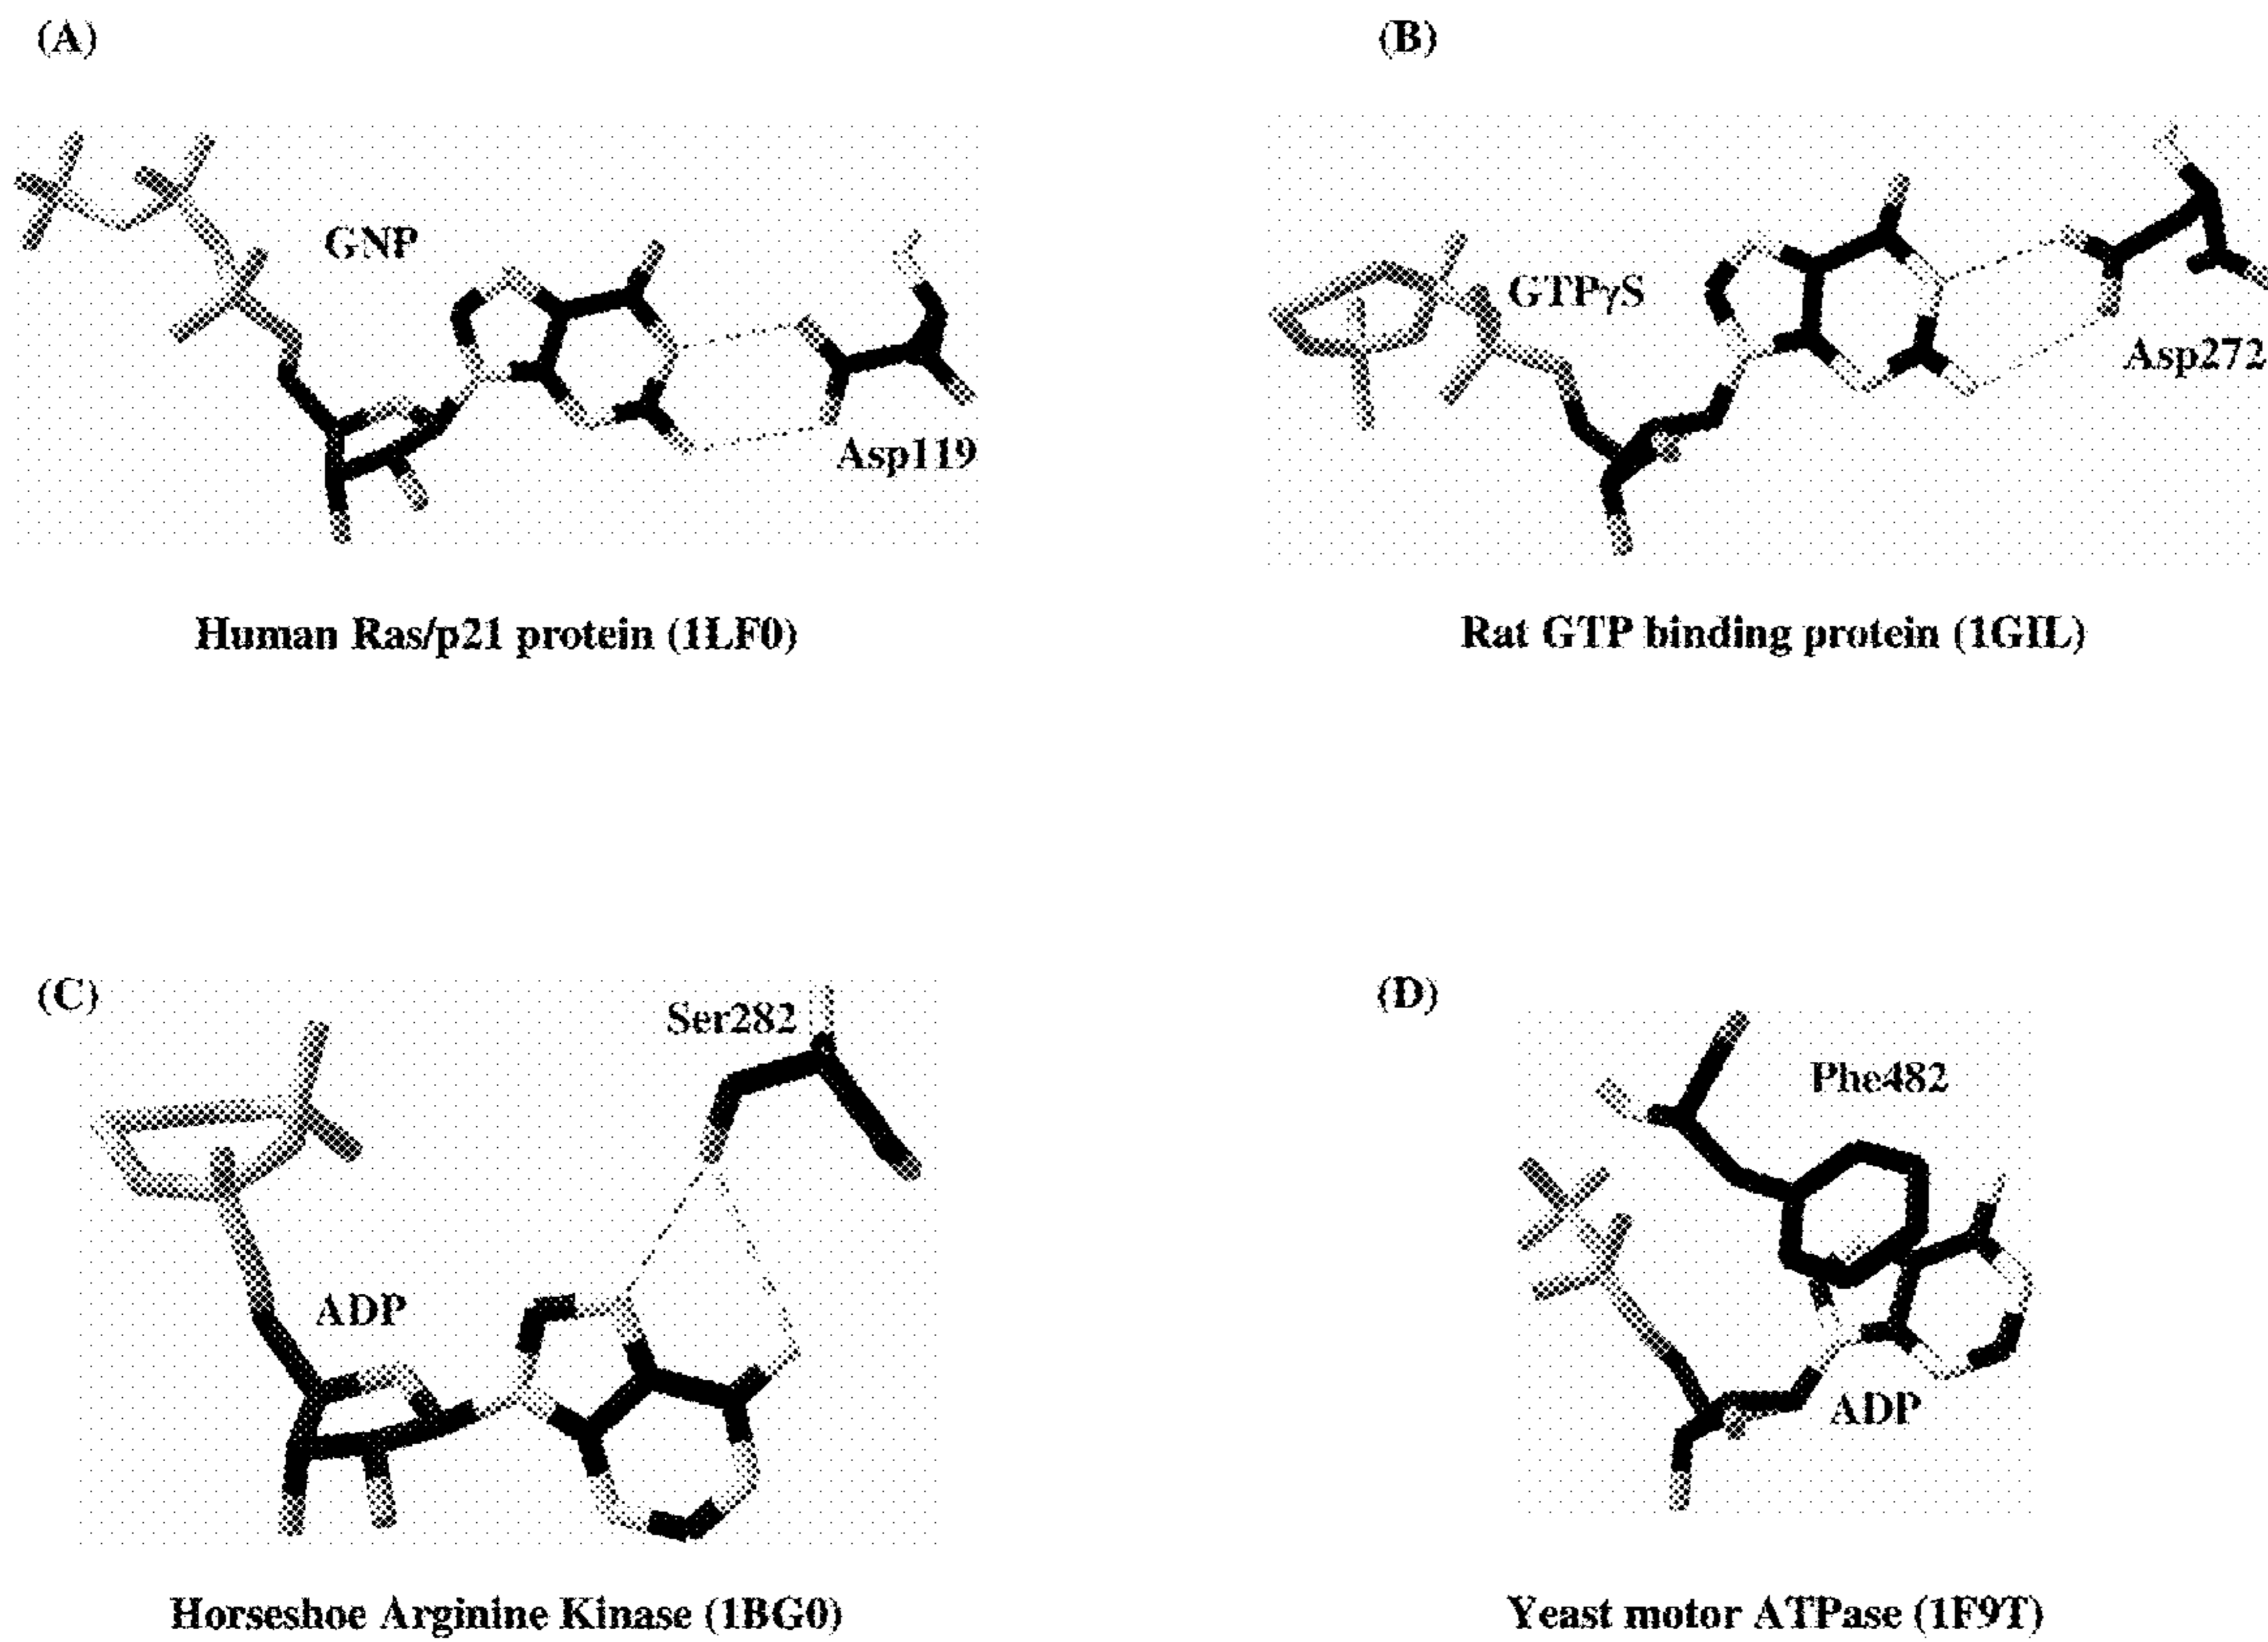 (A)
(B)
GNP
GTPγS
Asp272
Asp119
Human Ras/p21 protein (1LF0)
Rat GTP binding protein (1GIL)
(C)
(D)
Ser282
Phe482
ADP
ADP
Horseshoe Arginine Kinase (1BG0)
Yeast motor ATPase (1F9T)